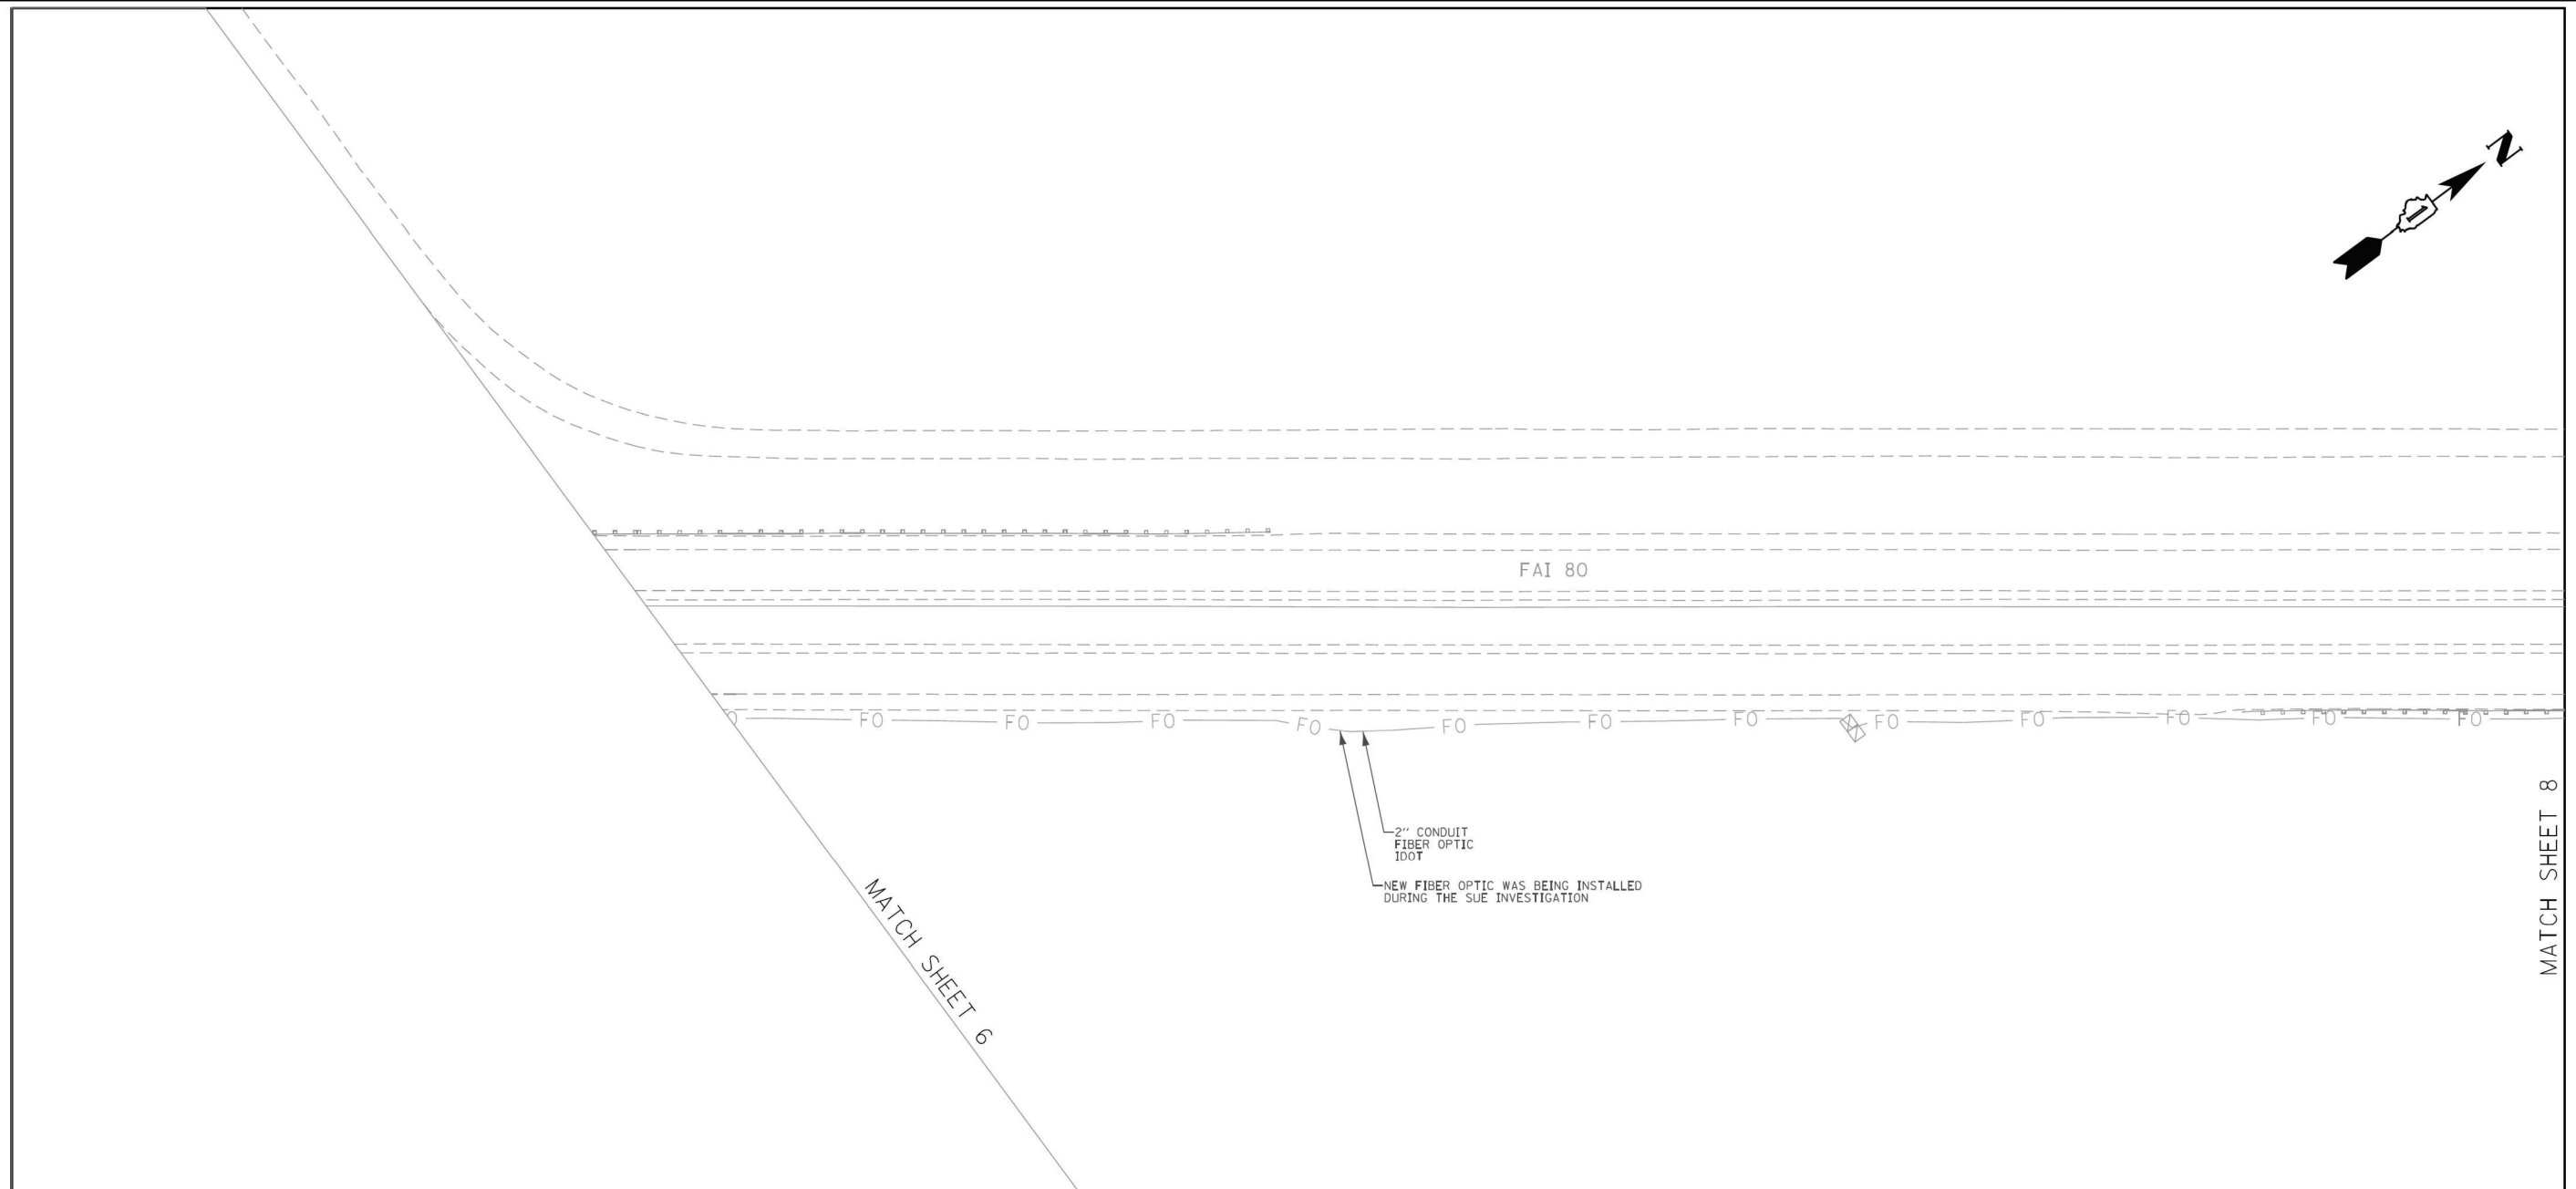 N
FAI 80
O FO FO FO FO FO FO FO FO FO FO FO FO
2" CONDUIT
FIBER OPTIC
IDOT
NEW FIBER OPTIC WAS BEING INSTALLED
DURING THE SUE INVESTIGATION
MATCH SHEET 6
MATCH SHEET 8